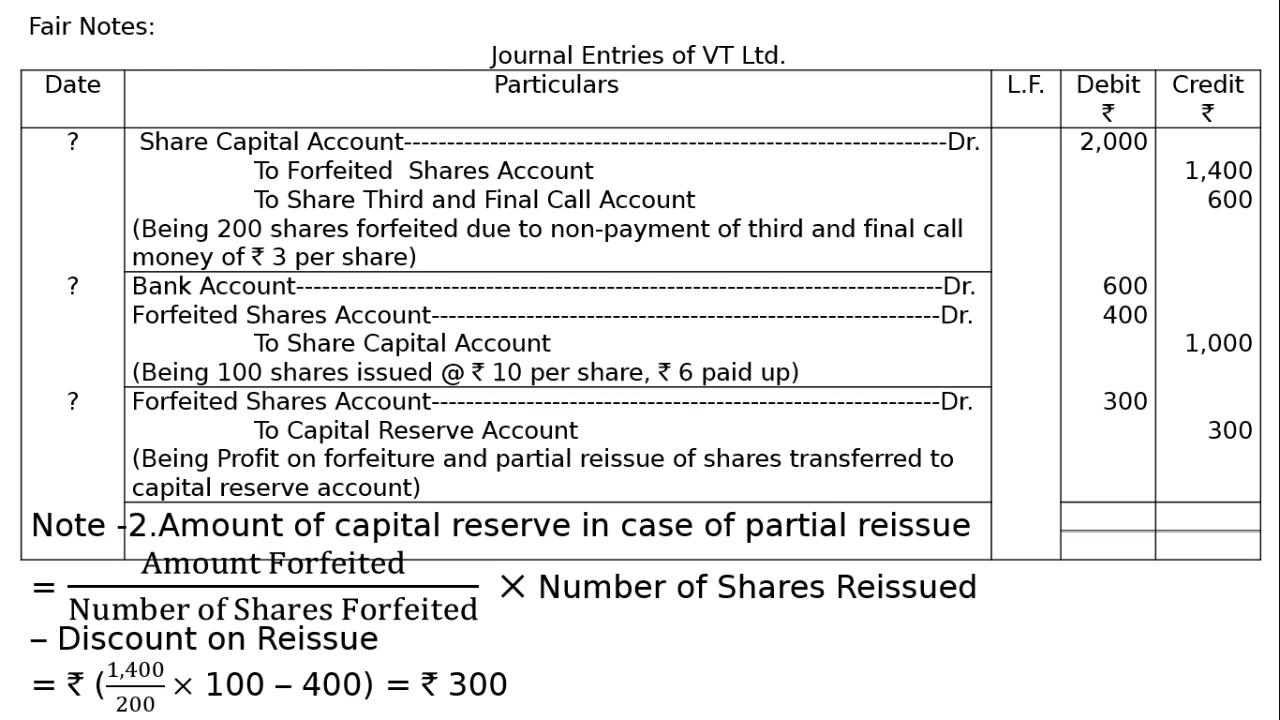 Fair Notes:
Journal Entries of VT Ltd.
Date Particulars L.F. Debit Credit
₹ ₹
? Share Capital Account----------------------------------------------------------------------Dr. 2,000
To Forfeited Shares Account 1,400
To Share Third and Final Call Account 600
(Being 200 shares forfeited due to non-payment of third and final call
money of ₹ 3 per share)
? Bank Account-----------------------------------------------------------------------------------Dr. 600
Forfeited Shares Account-----------------------------------------------------------------Dr. 400
To Share Capital Account 1,000
(Being 100 shares issued @ ₹ 10 per share, ₹ 6 paid up)
? Forfeited Shares Account-----------------------------------------------------------------Dr. 300
To Capital Reserve Account 300
(Being Profit on forfeiture and partial reissue of shares transferred to
capital reserve account)
Note -2.Amount of capital reserve in case of partial reissue
Amount Forfeited
= × Number of Shares Reissued
Number of Shares Forfeited
– Discount on Reissue
= ₹ (1,400/200 × 100 – 400) = ₹ 300